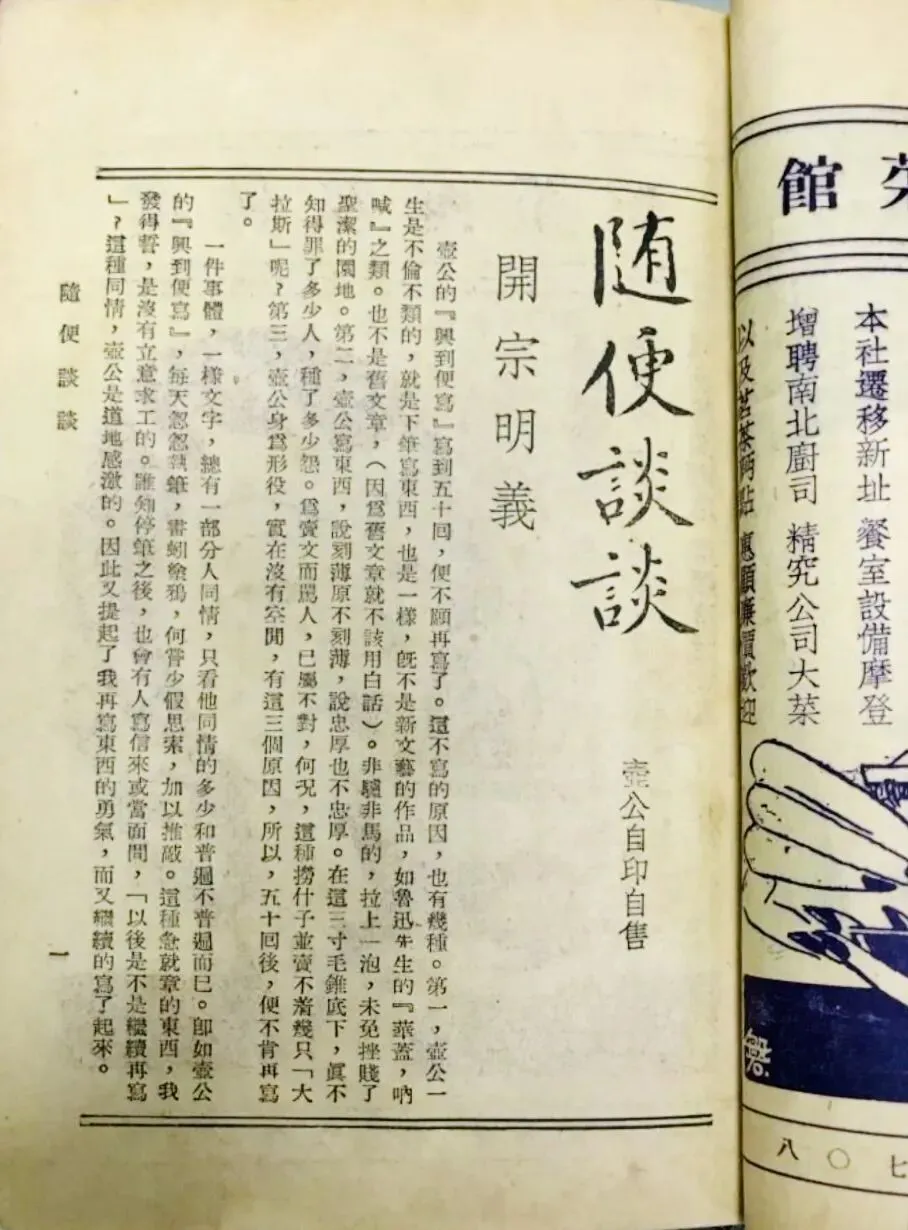 随便談談
壺公自印自售
開宗明義
壺公的『興到便寫』寫到五十回，便不願再寫了。這不寫的原因，也有幾種。第一，壺公一
生是不倫不類的，就是下筆寫東西，也是一樣，旣不是新文藝的作品，如魯迅先生的『華蓋，吶
喊』之類。也不是舊文章，（因爲舊文章就不該用白話）。非驢非馬的，拉上一泡，未免挫賤了
聖潔的園地。第二，壺公寫東西，說刻薄原不刻薄，說忠厚也不忠厚。在這三寸毛錐底下，眞不
知得罪了多少人，種了多少怨。爲賣文而罵人，已屬不對，何況，這種撈什子並賣不着幾只「大
拉斯」呢？第三，壺公身爲形役，實在沒有空閒，有這三個原因，所以，五十回後，便不肯再寫
了。
一件事體，一樣文字，總有一部分人同情，只看他同情的多少和普遍不普遍而已。卽如壺公
的『興到便寫』，每天忽忽執筆，畫蚓塗鴉，何嘗少假思索，加以推敲。這種急就章的東西，我
發得誓，是沒有立意求工的。誰知停筆之後，也會有人寫信來或當面問，「以後是不是繼續再寫
」？這種同情，壺公是道地感激的。因此又提起了我再寫東西的勇氣，而又繼續的寫了起來。
隨便談談
一
館
本社遷移新址　餐室設備摩登
增聘南北廚司　精究公司大菜
以及茗茶
惠顧廉價歡迎
八〇七